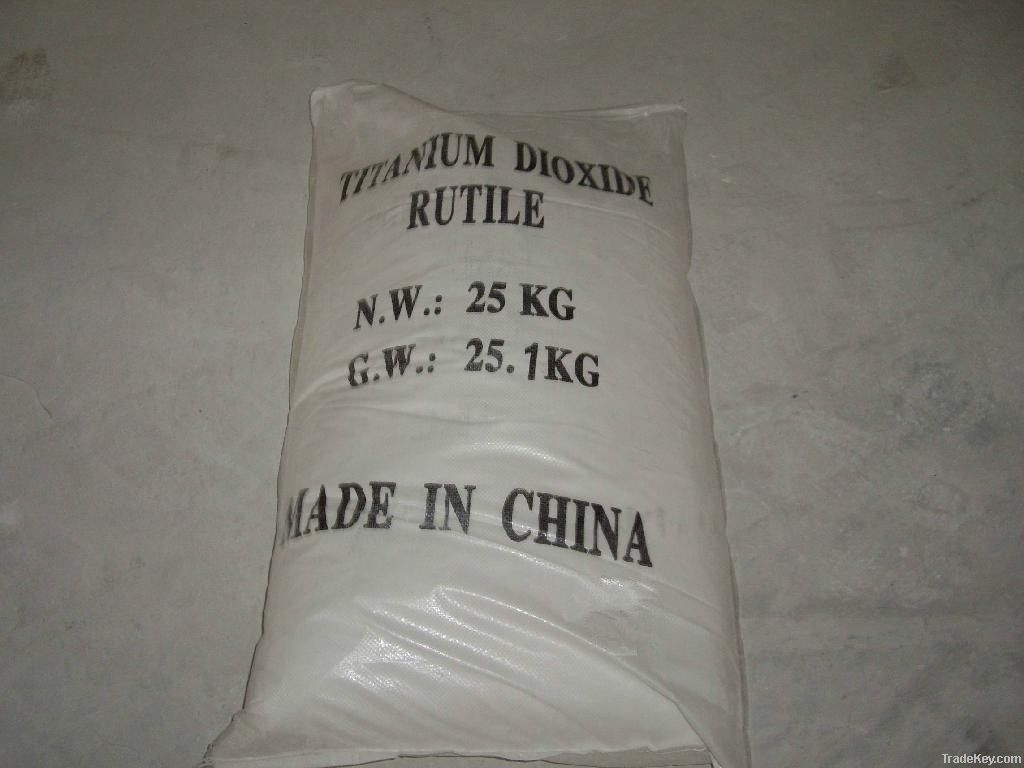 TITANIUM DIOXIDE
RUTILE
N.W.: 25 KG
G.W.: 25.1KG
MADE IN CHINA
TradeKey.com